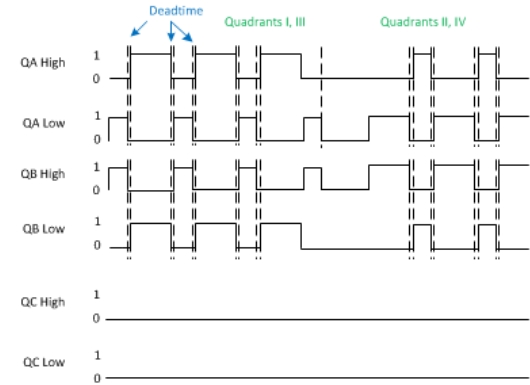 Deadtime
Quadrants I, III
Quadrants II, IV
QA High
1
0
QA Low
1
0
QB High
1
0
QB Low
1
0
QC High
1
0
QC Low
1
0